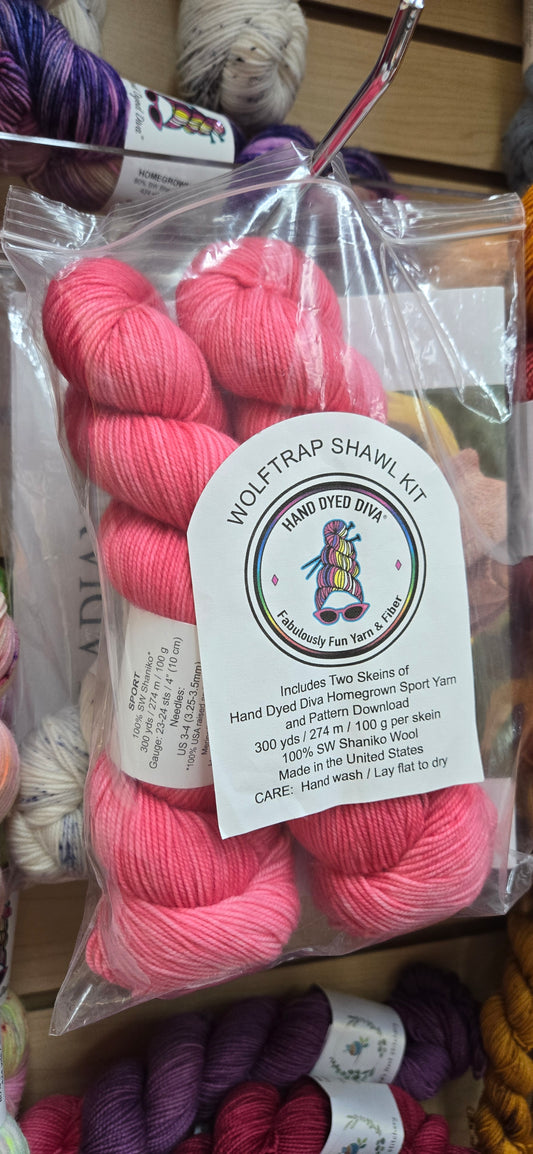 HOMEGROWN
WOLFTRAP SHAWL KIT
HAND DYED DIVA®
Fabulously Fun Yarn & Fiber
Includes Two Skeins of
Hand Dyed Diva Homegrown Sport Yarn
and Pattern Download
300 yds / 274 m / 100 g per skein
100% SW Shaniko Wool
Made in the United States
CARE: Hand wash / Lay flat to dry
SPORT
100% SW Shaniko*
300 yds / 274 m / 100 g
Gauge: 23-24 sts / 4" (10 cm)
Needles:
US 3-4 (3.25-3.5mm)
*100% USA raised